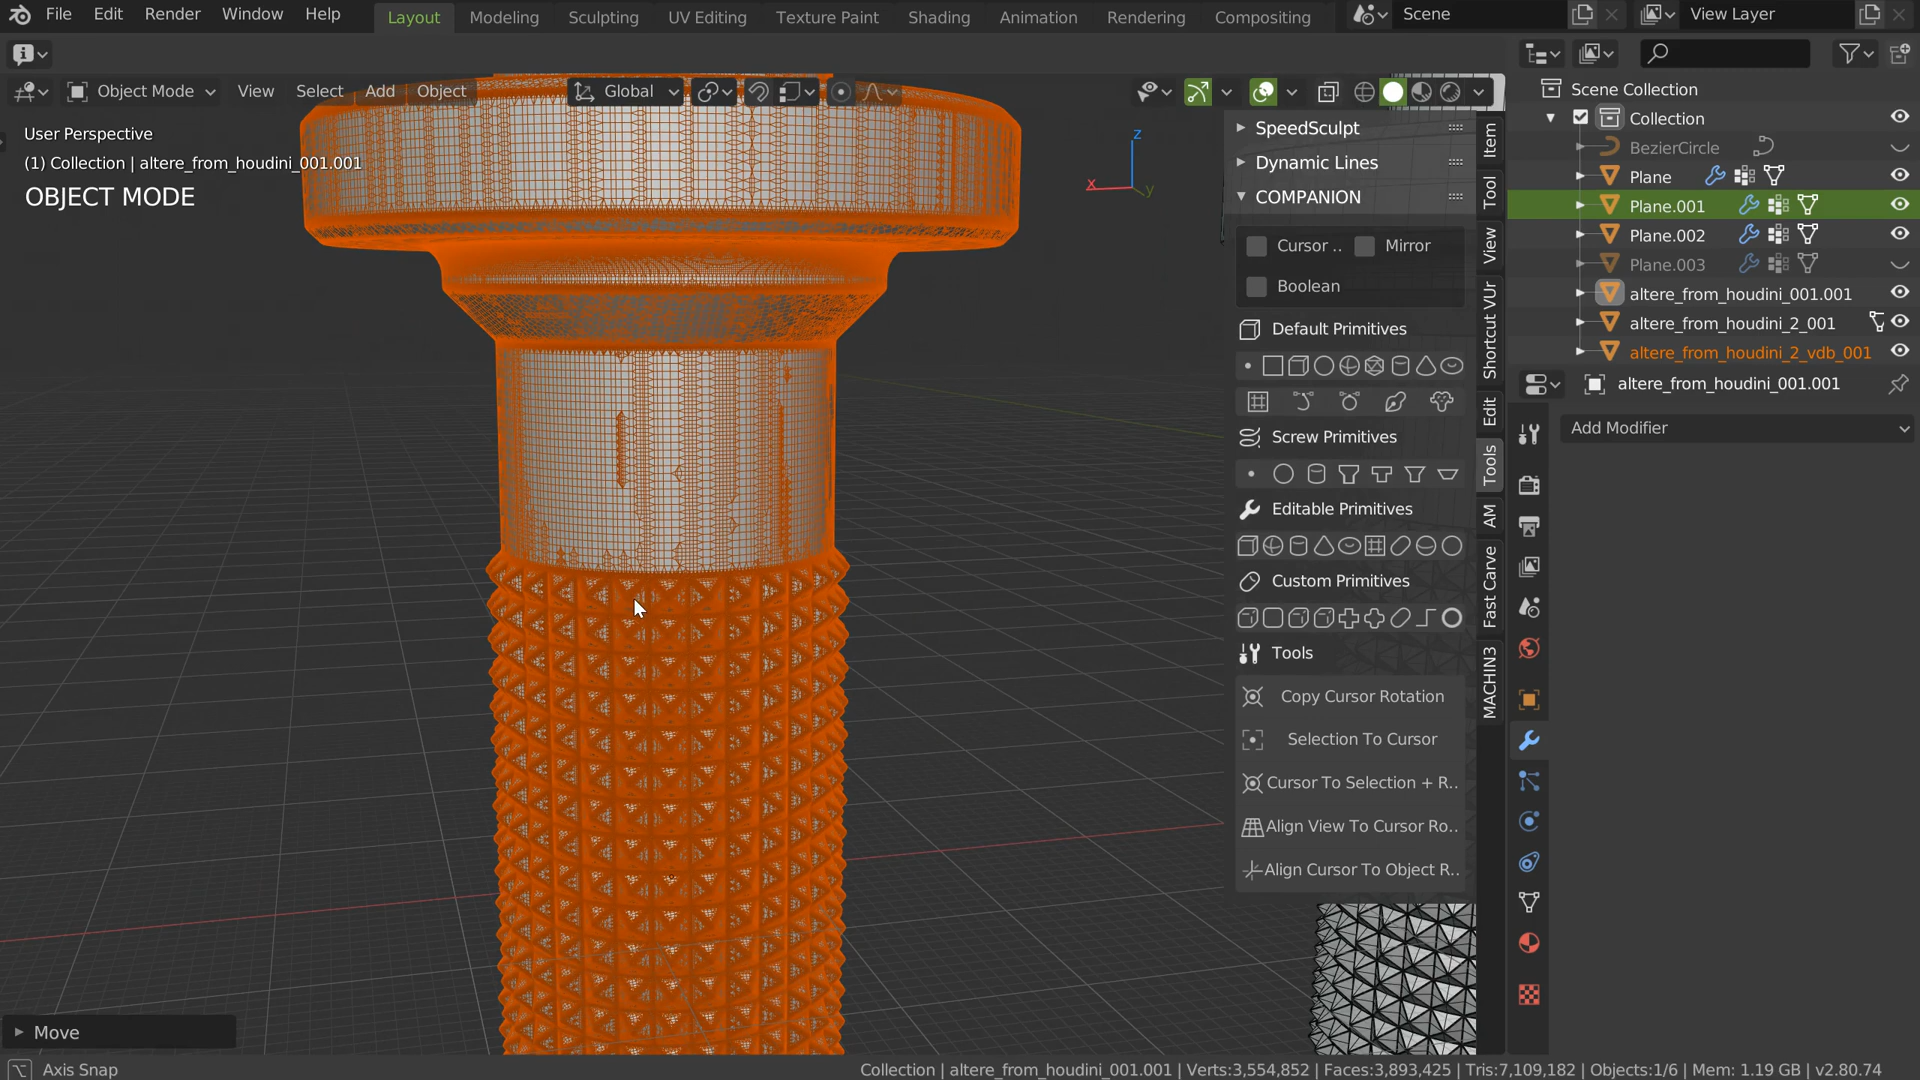 File Edit Render Window Help Layout Modeling Sculpting UV Editing Texture Paint Shading Animation Rendering Compositing Scene View Layer
Object Mode View Select Add Object Global
User Perspective
(1) Collection | altere_from_houdini_001.001
OBJECT MODE
Z
X
Y
SpeedSculpt
Dynamic Lines
COMPANION
Cursor ..
Mirror
Boolean
Default Primitives
Screw Primitives
Editable Primitives
Custom Primitives
Tools
Copy Cursor Rotation
Selection To Cursor
Cursor To Selection + R..
Align View To Cursor Ro..
Align Cursor To Object R..
Item
Tool
View
Shortcut VUr
Edit
Tools
AM
Fast Carve
MACHIN3
Scene Collection
Collection
BezierCircle
Plane
Plane.001
Plane.002
Plane.003
altere_from_houdini_001.001
altere_from_houdini_2_001
altere_from_houdini_2_vdb_001
altere_from_houdini_001.001
Add Modifier
Move
Axis Snap
Collection | altere_from_houdini_001.001 | Verts:3,554,852 | Faces:3,893,425 | Tris:7,109,182 | Objects:1/6 | Mem: 1.19 GB | v2.80.74